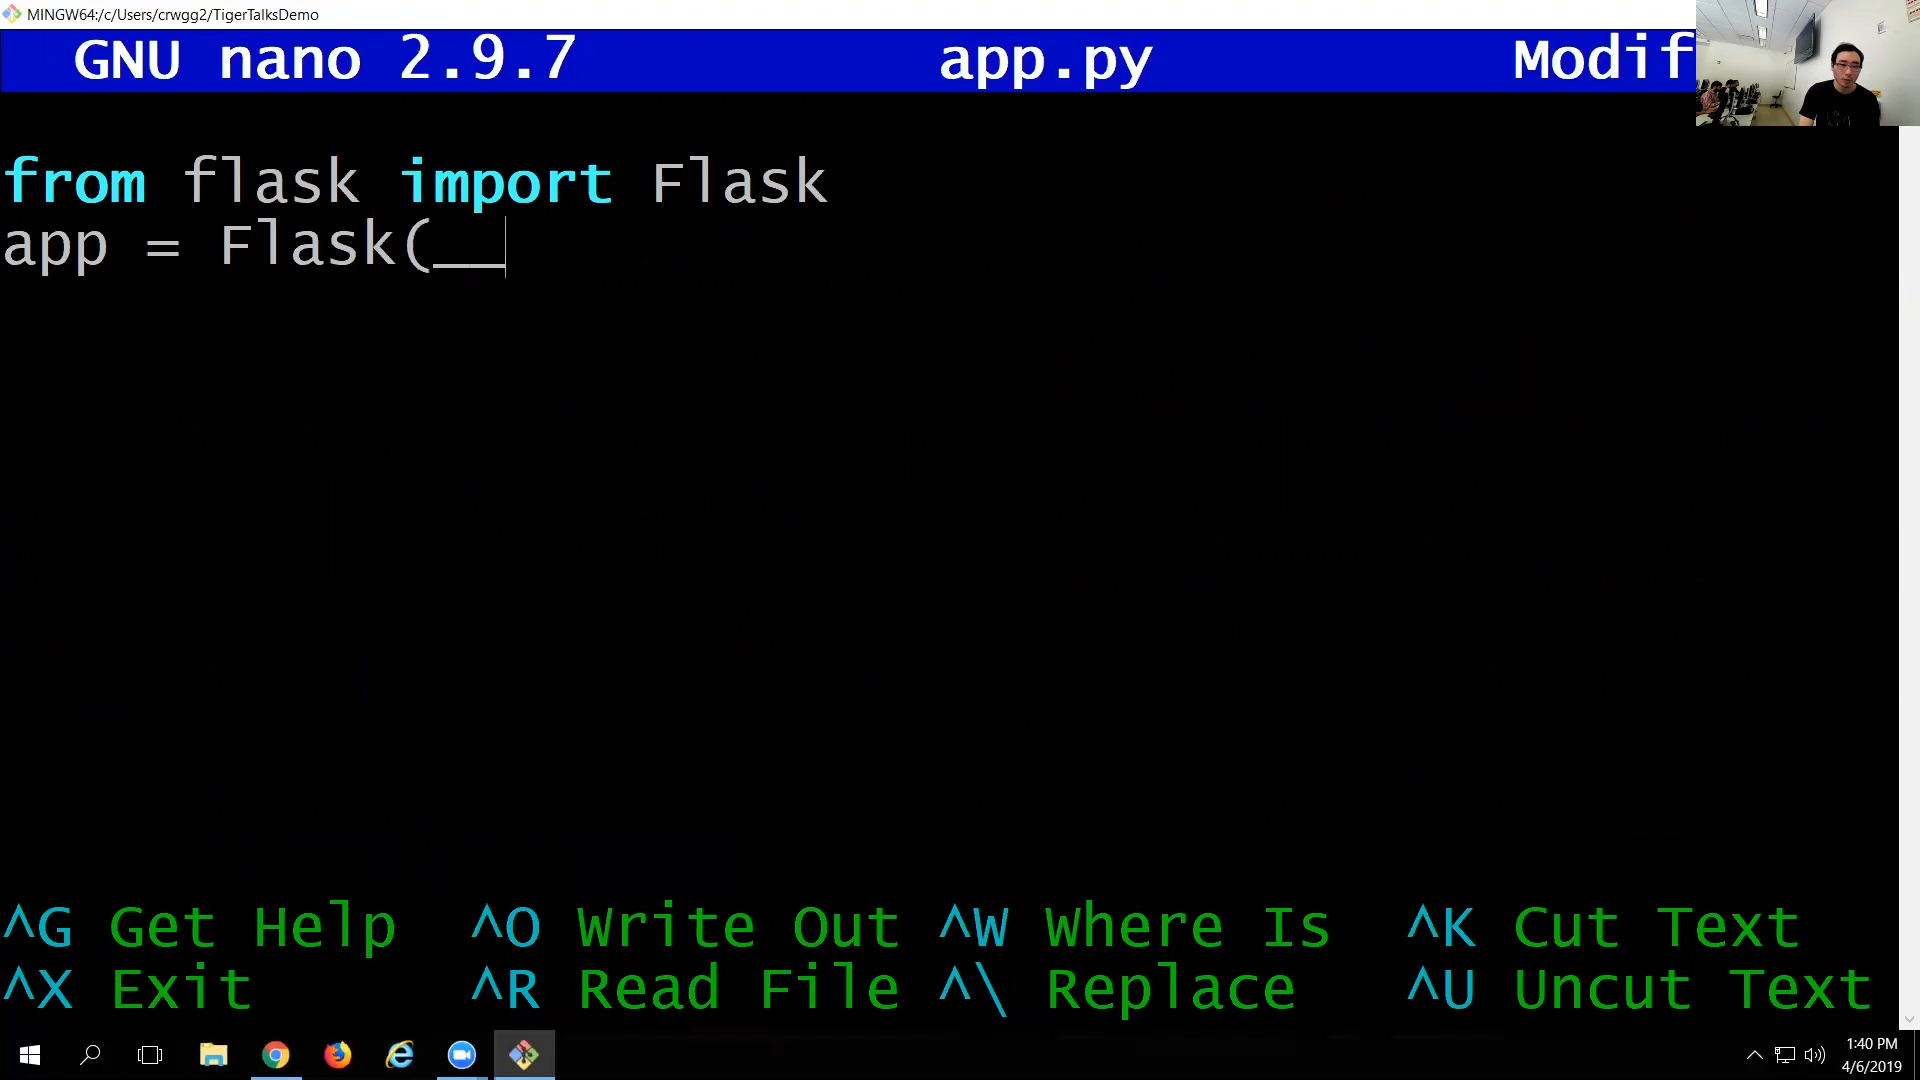 MINGW64:/c/Users/crwgg2/TigerTalksDemo
GNU nano 2.9.7 app.py Modif
from flask import Flask
app = Flask(__
^G Get Help ^O Write Out ^W Where Is ^K Cut Text
^X Exit ^R Read File ^\ Replace ^U Uncut Text
1:40 PM
4/6/2019